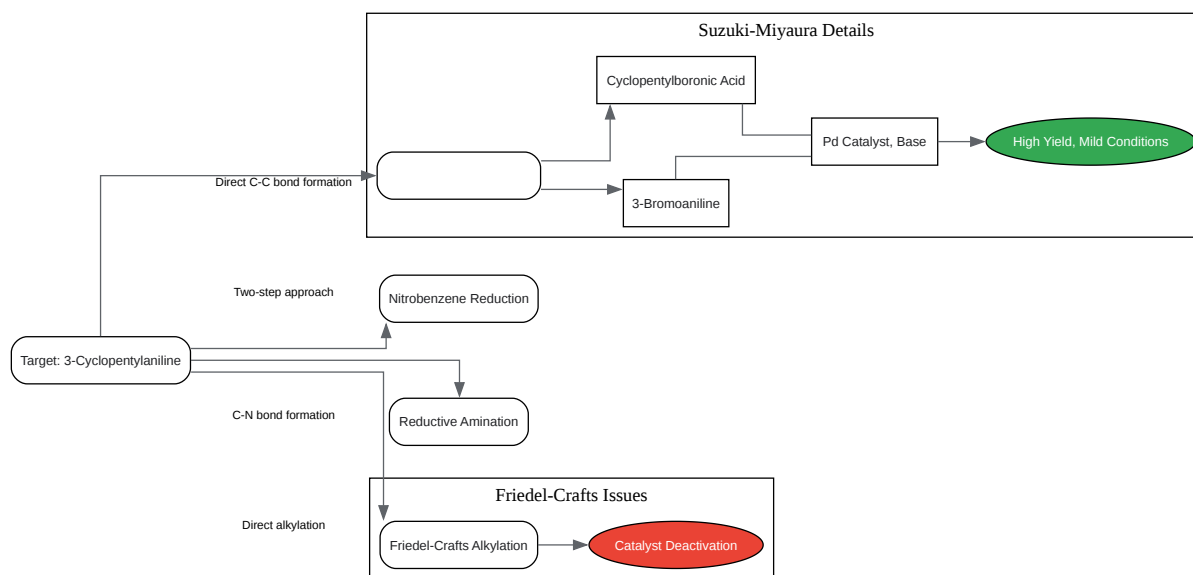 Suzuki-Miyaura Details
Cyclopentylboronic Acid
Pd Catalyst, Base
High Yield, Mild Conditions
Direct C-C bond formation
3-Bromoaniline
Two-step approach
Nitrobenzene Reduction
Target: 3-Cyclopentylaniline
C-N bond formation
Reductive Amination
Friedel-Crafts Issues
Direct alkylation
Friedel-Crafts Alkylation
Catalyst Deactivation